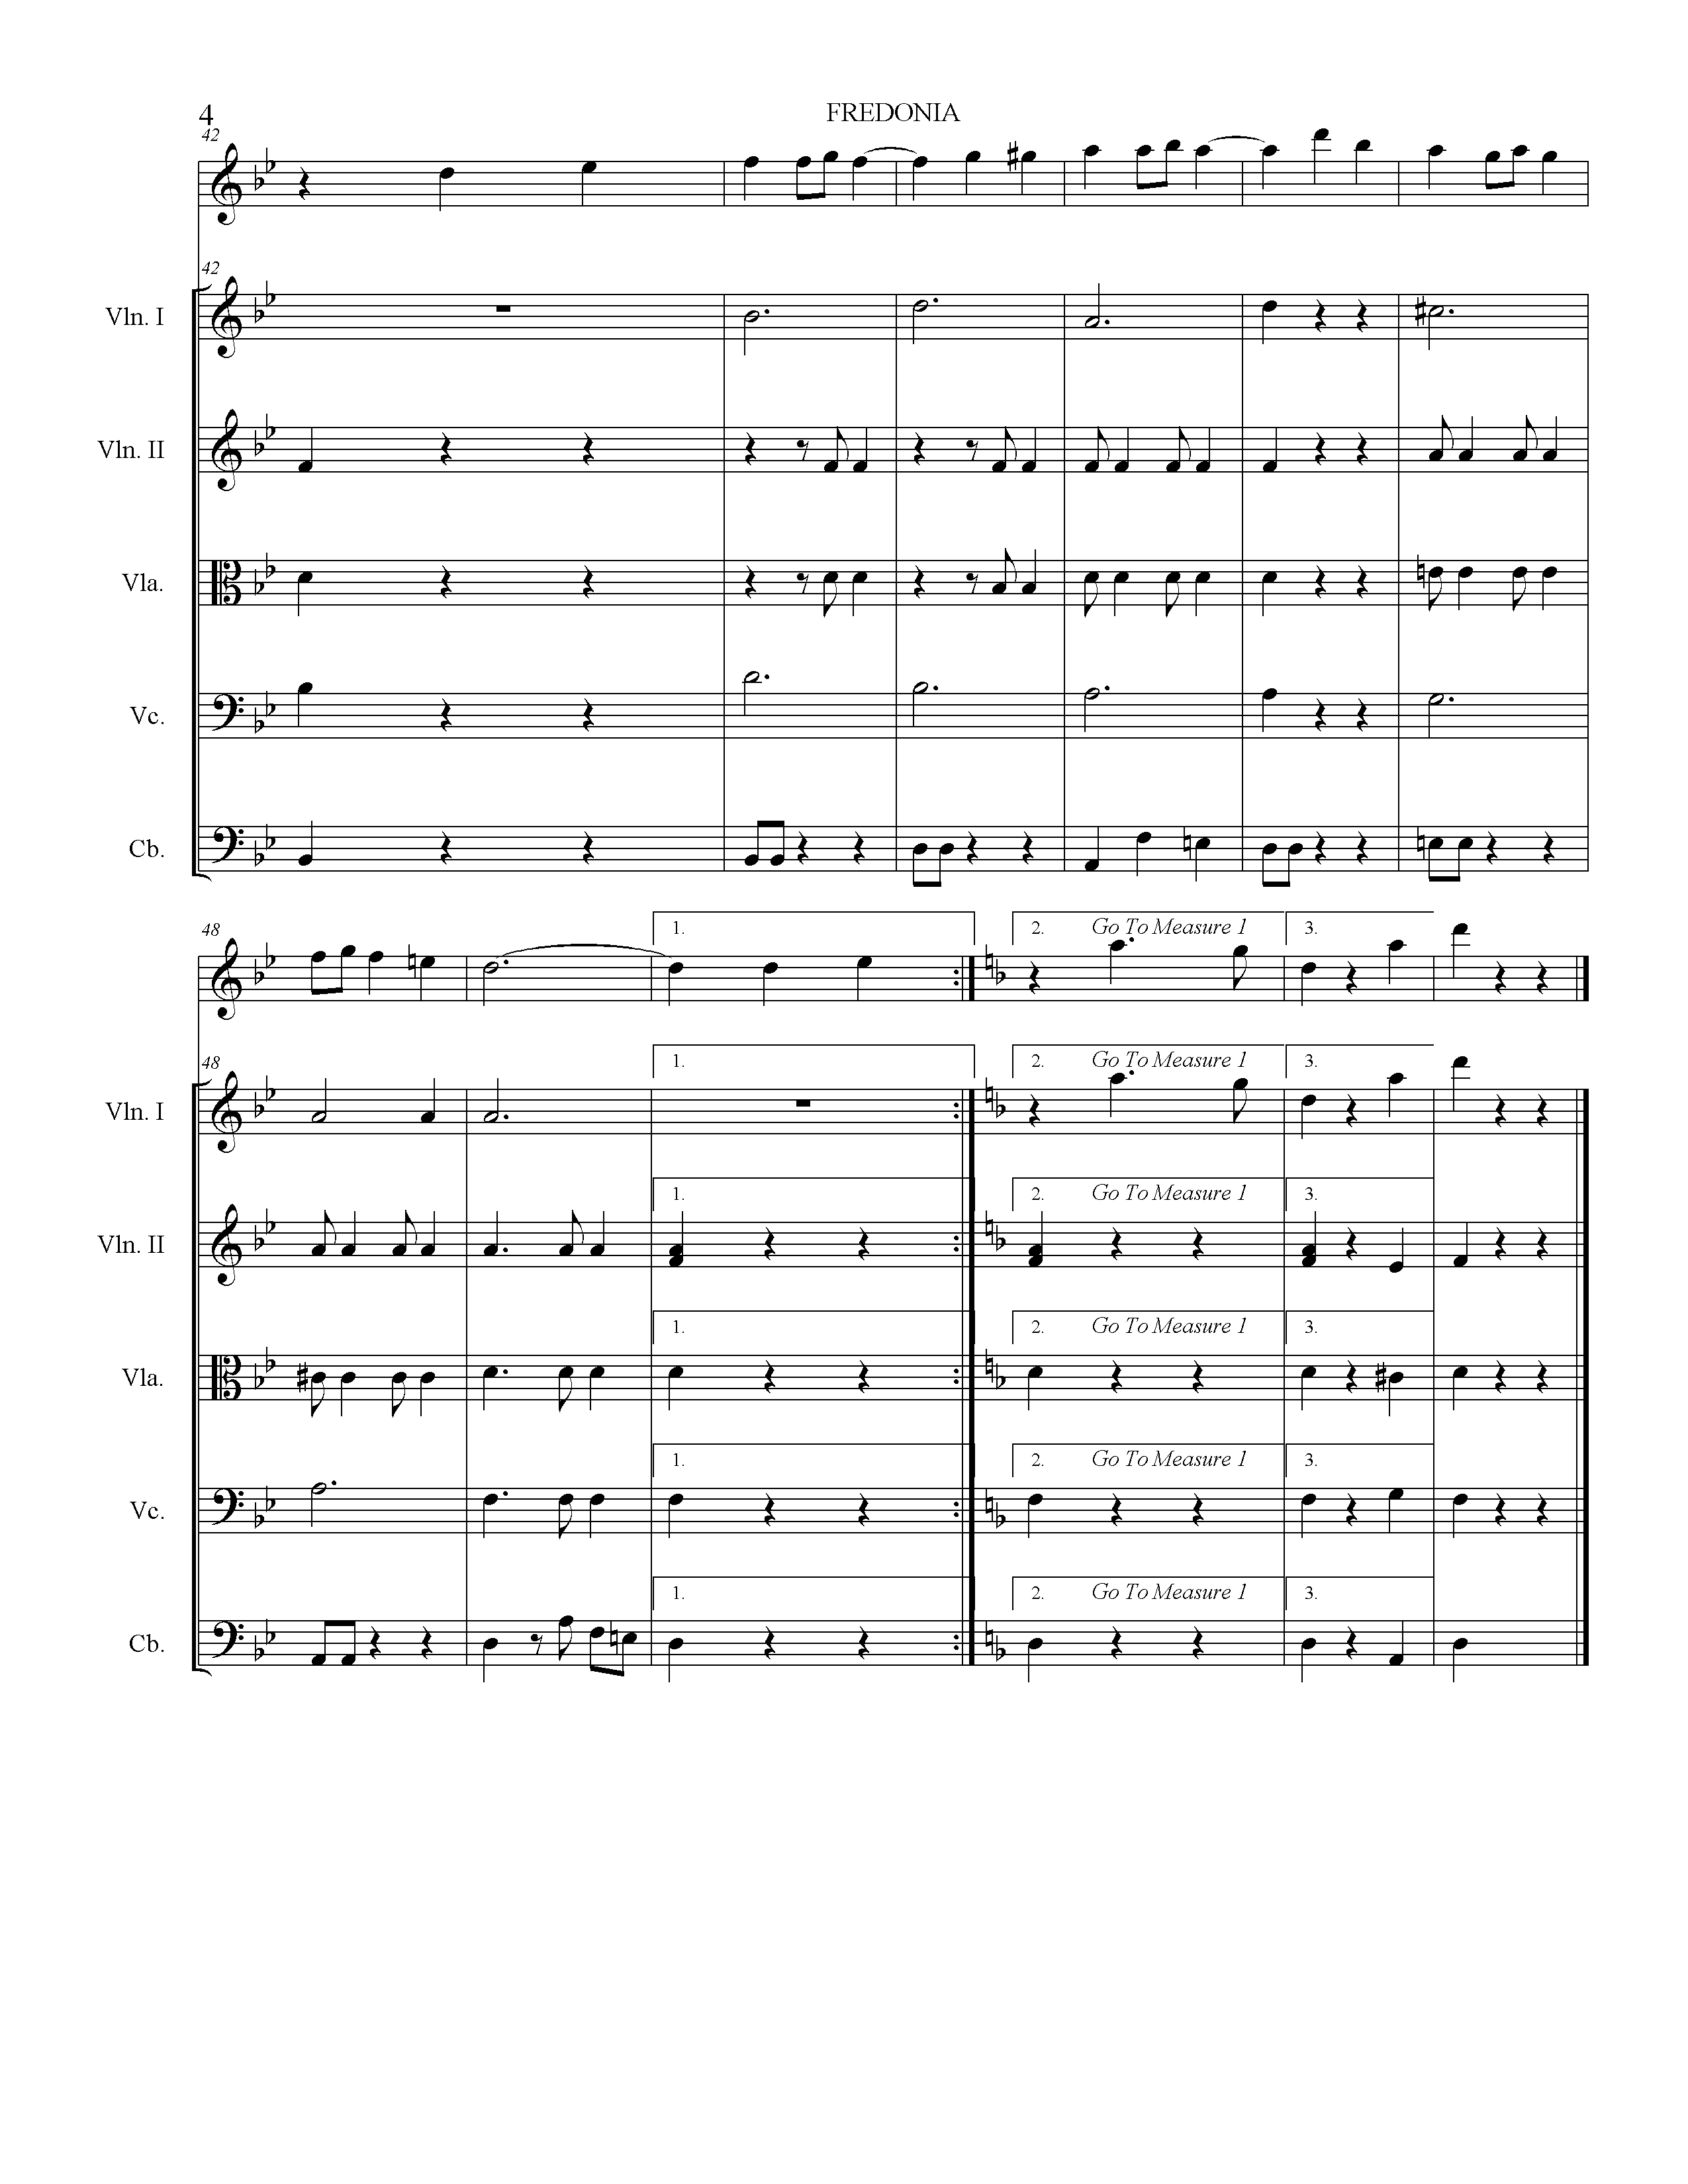 4
FREDONIA
42
42
Vln. I
Vln. II
Vla.
Vc.
Cb.
48
1.
2. Go To Measure 1
3.
48
1.
2. Go To Measure 1
3.
Vln. I
1.
2. Go To Measure 1
3.
Vln. II
1.
2. Go To Measure 1
3.
Vla.
1.
2. Go To Measure 1
3.
Vc.
1.
2. Go To Measure 1
3.
Cb.